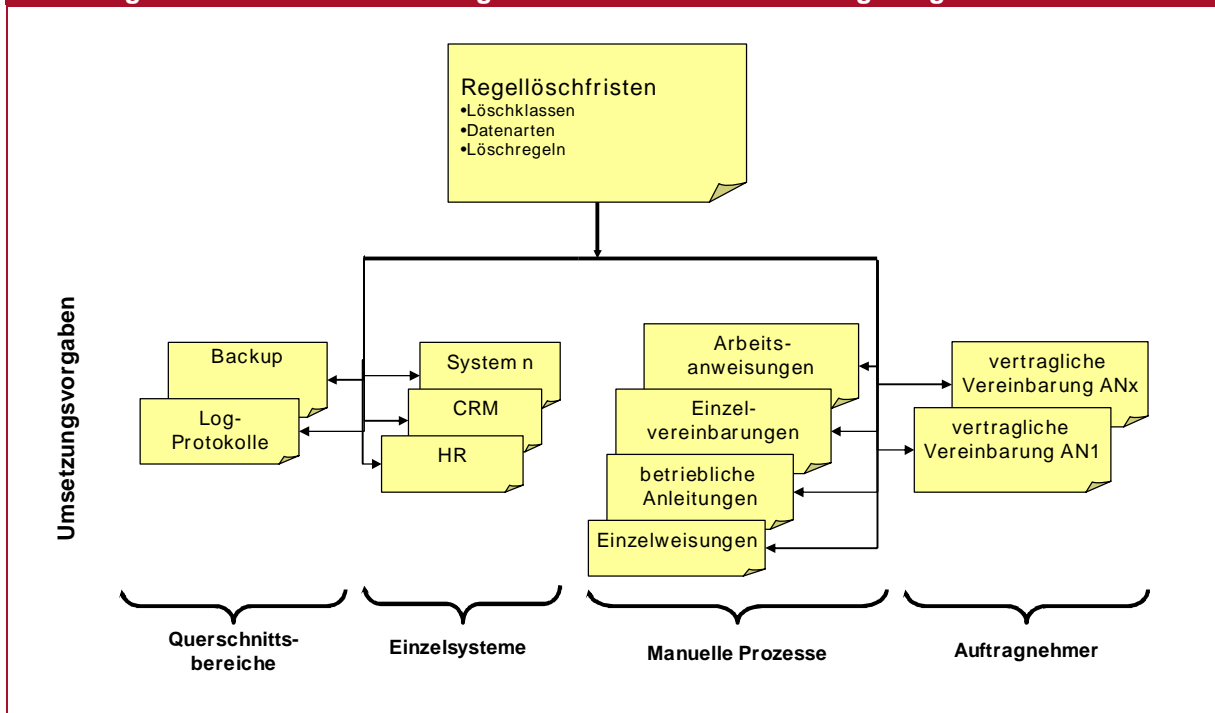 Regellöschfristen
•Löschklassen
•Datenarten
•Löschregeln
Umsetzungsvorgaben
Backup
Log-
Protokolle
System n
CRM
HR
Arbeits-
anweisungen
Einzel-
vereinbarungen
betriebliche
Anleitungen
Einzelweisungen
vertragliche
Vereinbarung ANx
vertragliche
Vereinbarung AN1
Querschnitts-
bereiche
Einzelsysteme
Manuelle Prozesse
Auftragnehmer